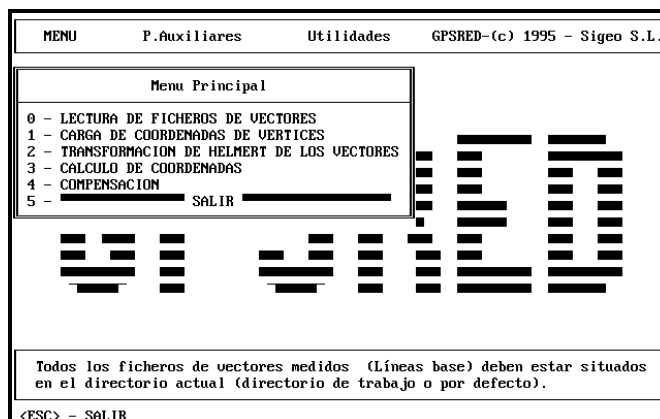 MENU P.Auxiliares Utilidades GPSRED-(c) 1995 - Sigeo S.L.
Menu Principal
0 - LECTURA DE FICHEROS DE VECTORES
1 - CARGA DE COORDENADAS DE VERTICES
2 - TRANSFORMACION DE HELMERT DE LOS VECTORES
3 - CALCULO DE COORDENADAS
4 - COMPENSACION
5 - SALIR
Todos los ficheros de vectores medidos (Líneas base) deben estar situados
en el directorio actual (directorio de trabajo o por defecto).
<ESC> - SALIR